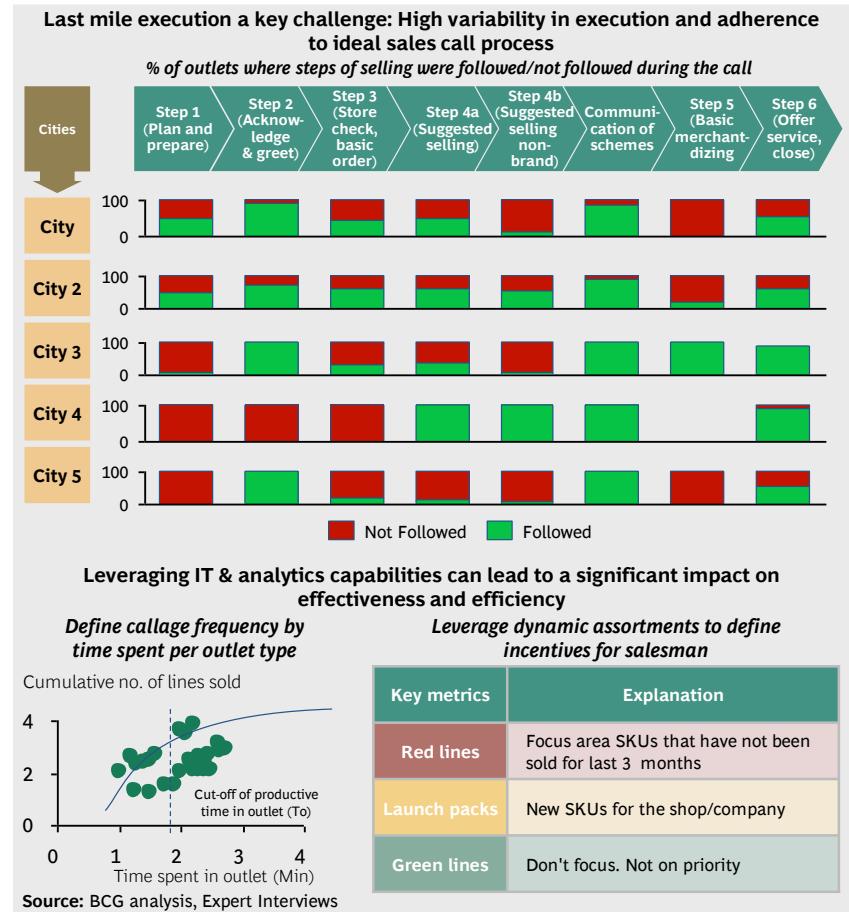 Last mile execution a key challenge: High variability in execution and adherence
to ideal sales call process
% of outlets where steps of selling were followed/not followed during the call
Cities
Step 1
(Plan and
prepare)
Step 2
(Acknow-
ledge
& greet)
Step 3
(Store
check,
basic
order)
Step 4a
(Suggested
selling)
Step 4b
(Suggested
selling
non-
brand)
Communi-
cation of
schemes
Step 5
(Basic
merchant-
dizing
Step 6
(Offer
service,
close)
City
100
0
City 2
100
0
City 3
100
0
City 4
100
0
City 5
100
0
Not Followed
Followed
Leveraging IT & analytics capabilities can lead to a significant impact on
effectiveness and efficiency
Define callage frequency by
time spent per outlet type
Cumulative no. of lines sold
4
2
0
Cut-off of productive
time in outlet (To)
0 1 2 3 4
Time spent in outlet (Min)
Leverage dynamic assortments to define
incentives for salesman
Key metrics
Explanation
Red lines
Focus area SKUs that have not been
sold for last 3 months
Launch packs
New SKUs for the shop/company
Green lines
Don't focus. Not on priority
Source: BCG analysis, Expert Interviews